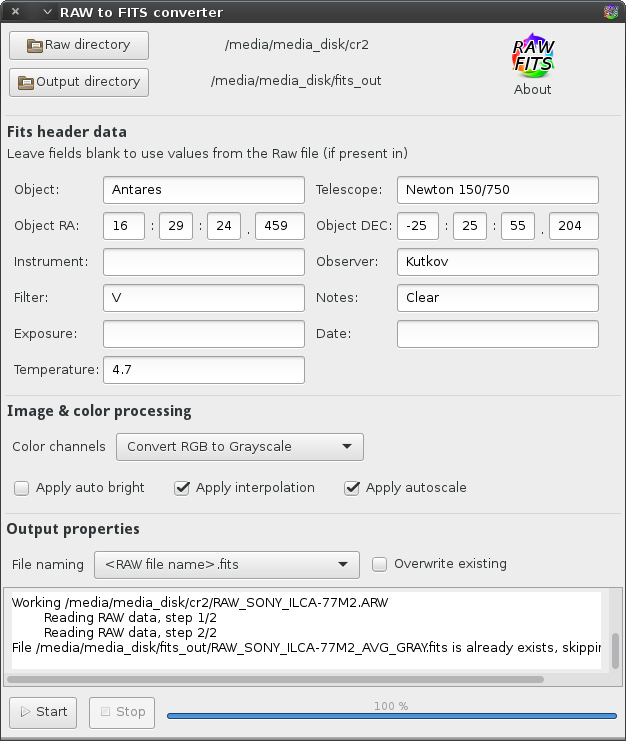 RAW to FITS converter
Raw directory /media/media_disk/cr2
RAW
FITS
Output directory /media/media_disk/fits_out
About
Fits header data
Leave fields blank to use values from the Raw file (if present in)
Object: Antares Telescope: Newton 150/750
Object RA: 16 : 29 : 24 . 459 Object DEC: -25 : 25 : 55 . 204
Instrument: Observer: Kutkov
Filter: V Notes: Clear
Exposure: Date:
Temperature: 4.7
Image & color processing
Color channels Convert RGB to Grayscale
Apply auto bright Apply interpolation Apply autoscale
Output properties
File naming <RAW file name>.fits Overwrite existing
Working /media/media_disk/cr2/RAW_SONY_ILCA-77M2.ARW
Reading RAW data, step 1/2
Reading RAW data, step 2/2
File /media/media_disk/fits_out/RAW_SONY_ILCA-77M2_AVG_GRAY.fits is already exists, skippin
Start Stop 100 %